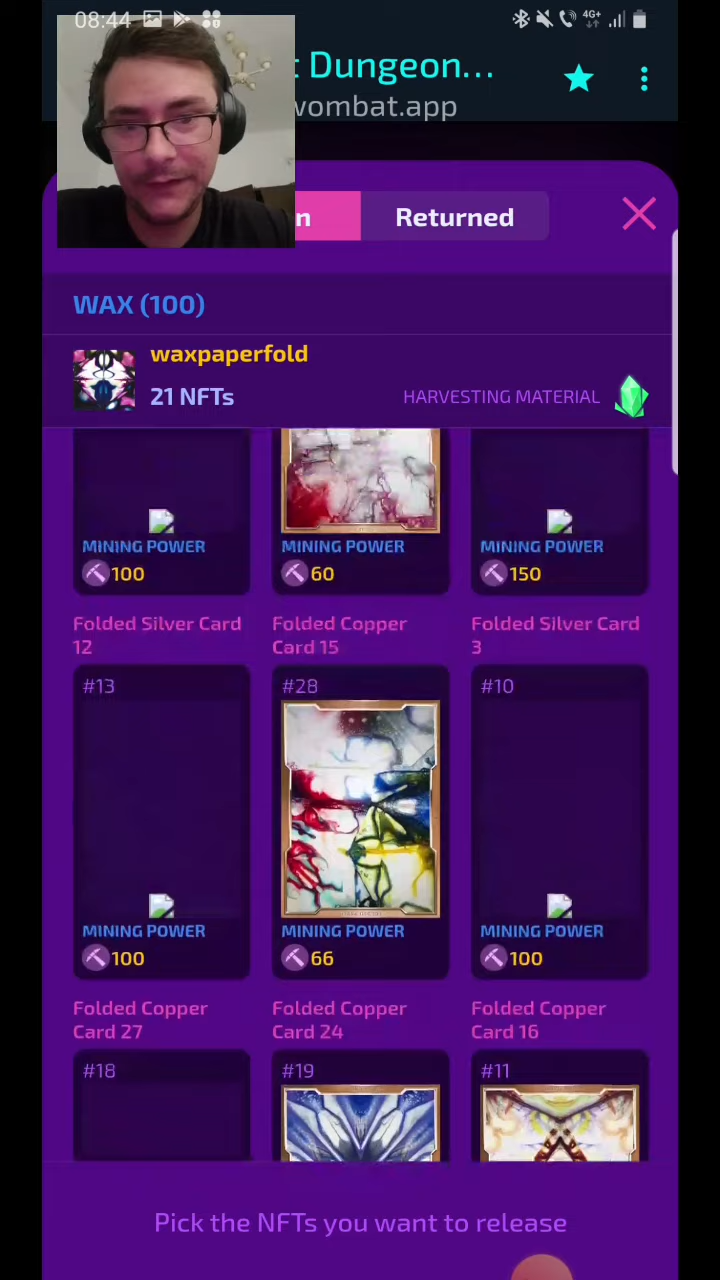 08:44
4G+
t Dungeon…
wombat.app
n
Returned
WAX (100)
waxpaperfold
21 NFTs
HARVESTING MATERIAL
MINING POWER
100
MINING POWER
60
MINING POWER
150
Folded Silver Card
12
Folded Copper
Card 15
Folded Silver Card
3
#13
#28
#10
MINING POWER
100
MINING POWER
66
MINING POWER
100
Folded Copper
Card 27
Folded Copper
Card 24
Folded Copper
Card 16
#18
#19
#11
Pick the NFTs you want to release